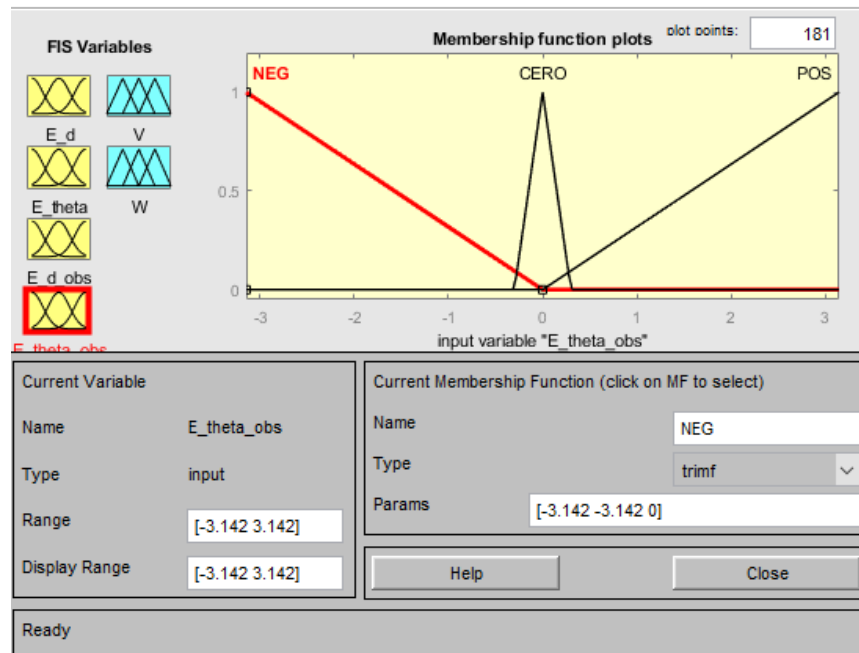 FIS Variables
Membership function plots
plot points:
181
E_d
V
E_theta
W
E_d_obs
E_theta_obs
NEG
CERO
POS
1
0.5
0
-3
-2
-1
0
1
2
3
input variable "E_theta_obs"
Current Variable
Name
E_theta_obs
Type
input
Range
[-3.142 3.142]
Display Range
[-3.142 3.142]
Current Membership Function (click on MF to select)
Name
NEG
Type
trimf
Params
[-3.142 -3.142 0]
Help
Close
Ready